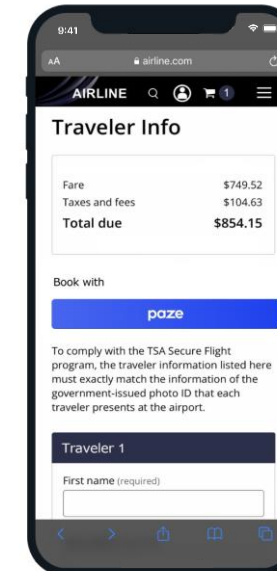 9:41
AA airline.com
AIRLINE 1
Traveler Info
Fare $749.52
Taxes and fees $104.63
Total due $854.15
Book with
paze
To comply with the TSA Secure Flight
program, the traveler information listed here
must exactly match the information of the
government-issued photo ID that each
traveler presents at the airport.
Traveler 1
First name (required)